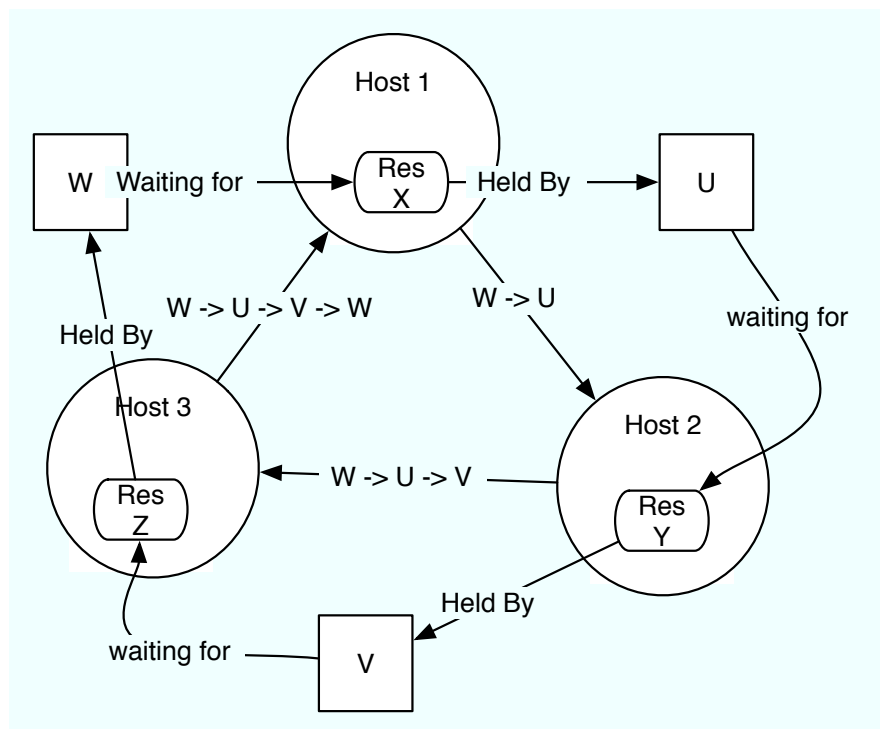 Host 1
W
Waiting for
Res
X
Held By
U
W -> U -> V -> W
W -> U
waiting for
Held By
Host 3
Host 2
W -> U -> V
Res
Z
Res
Y
Held By
waiting for
V